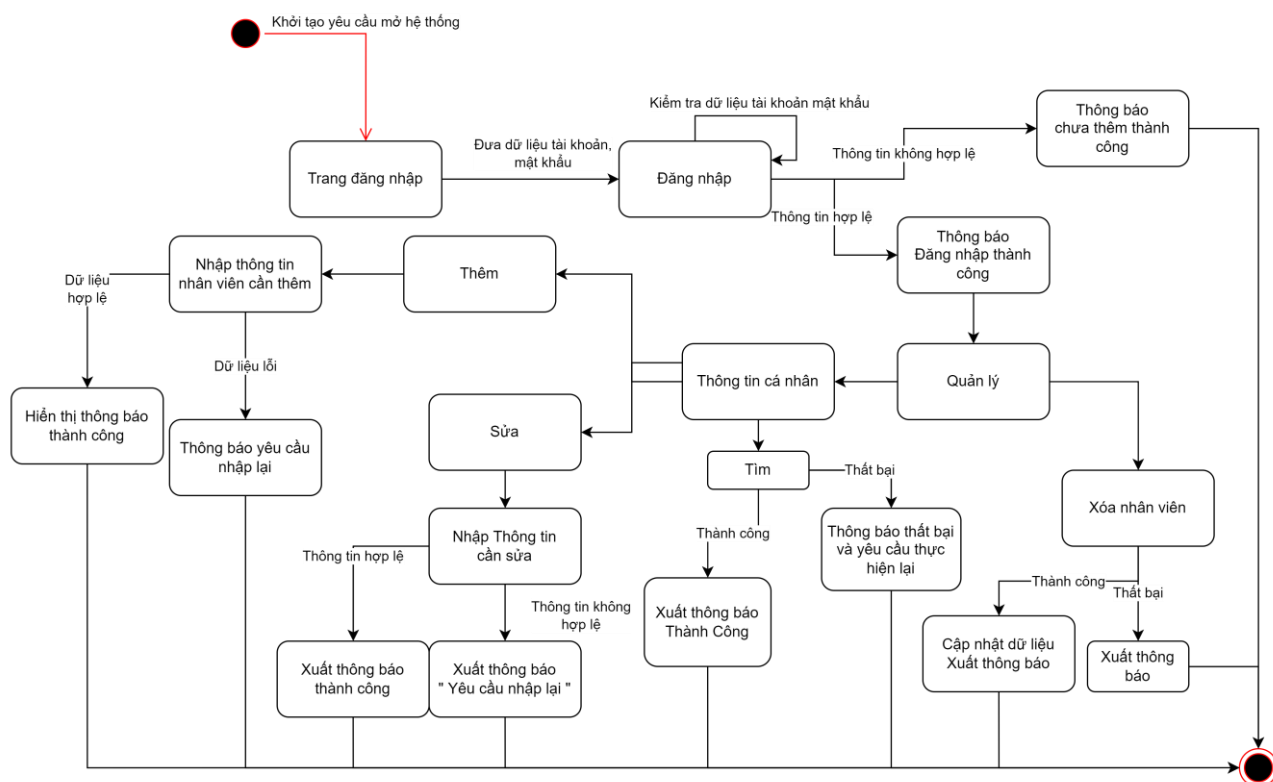 Khởi tạo yêu cầu mở hệ thống
Kiểm tra dữ liệu tài khoản mật khẩu
Thông báo
chưa thêm thành
công
Đưa dữ liệu tài khoản,
mật khẩu
Thông tin không hợp lệ
Trang đăng nhập
Đăng nhập
Thông tin hợp lệ
Thông báo
Đăng nhập thành
công
Nhập thông tin
nhân viên cần thêm
Thêm
Dữ liệu
hợp lệ
Dữ liệu lỗi
Thông tin cá nhân
Quản lý
Hiển thị thông báo
thành công
Thông báo yêu cầu
nhập lại
Sửa
Tìm
Thất bại
Xóa nhân viên
Nhập Thông tin
cần sửa
Thành công
Thông báo thất bại
và yêu cầu thực
hiện lại
Thông tin hợp lệ
Thông tin không
hợp lệ
Xuất thông báo
Thành Công
Thành công
Thất bại
Xuất thông báo
thành công
Xuất thông báo
" Yêu cầu nhập lại "
Cập nhật dữ liệu
Xuất thông báo
Xuất thông
báo